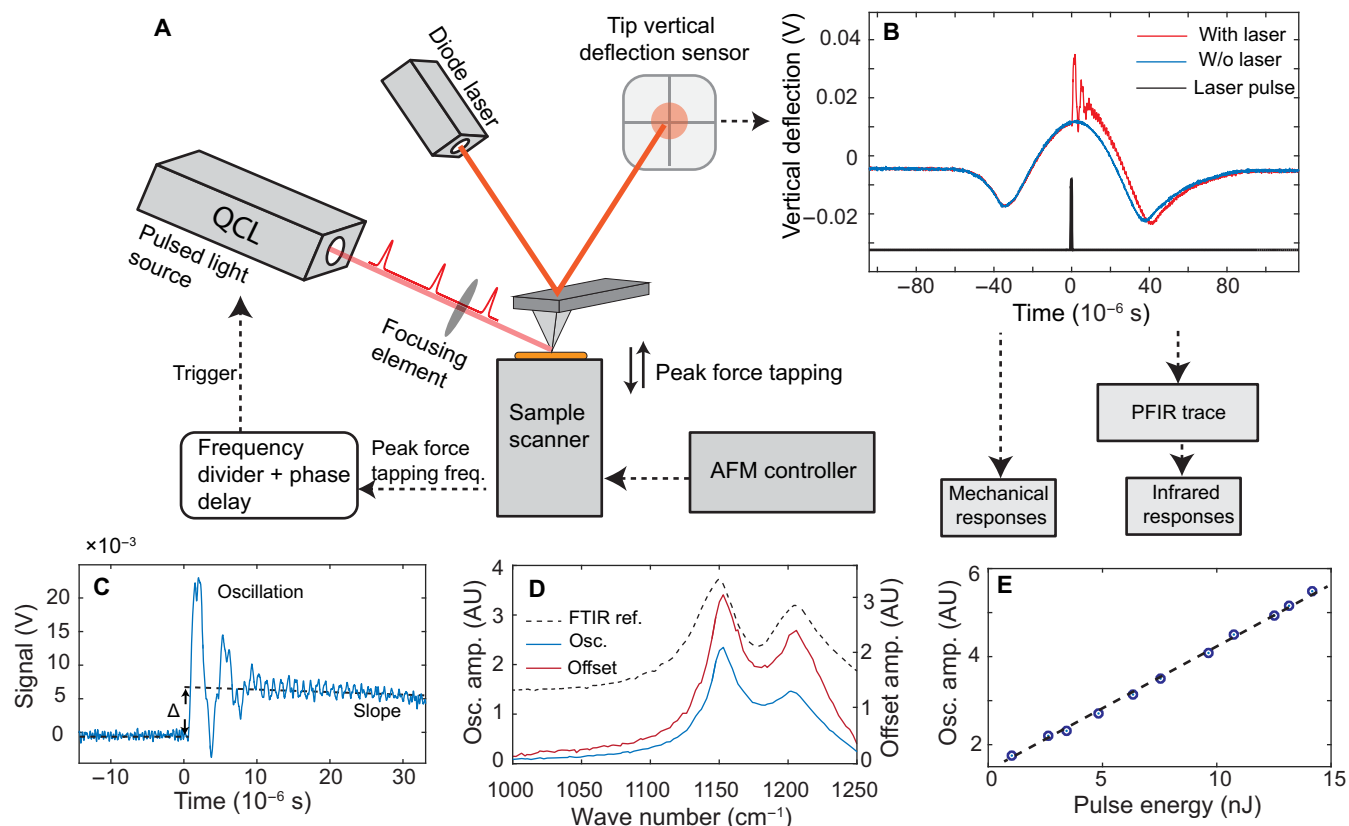 A
Diode laser
Tip vertical
deflection sensor
QCL
Pulsed light
source
Focusing
element
Trigger
Peak force tapping
Sample
scanner
Frequency
divider + phase
delay
Peak force
tapping freq.
AFM controller
B
With laser
W/o laser
Laser pulse
Vertical deflection (V)
0.04
0.02
0
−0.02
−80
−40
0
40
80
Time (10⁻⁶ s)
PFIR trace
Mechanical
responses
Infrared
responses
×10⁻³
C
Oscillation
Slope
Δ
Signal (V)
20
15
10
5
0
−10
0
10
20
30
Time (10⁻⁶ s)
D
FTIR ref.
Osc.
Offset
Osc. amp. (AU)
4
3
2
1
0
Offset amp. (AU)
3
2
1
0
1000
1050
1100
1150
1200
1250
Wave number (cm⁻¹)
E
Osc. amp. (AU)
6
4
2
0
5
10
15
Pulse energy (nJ)